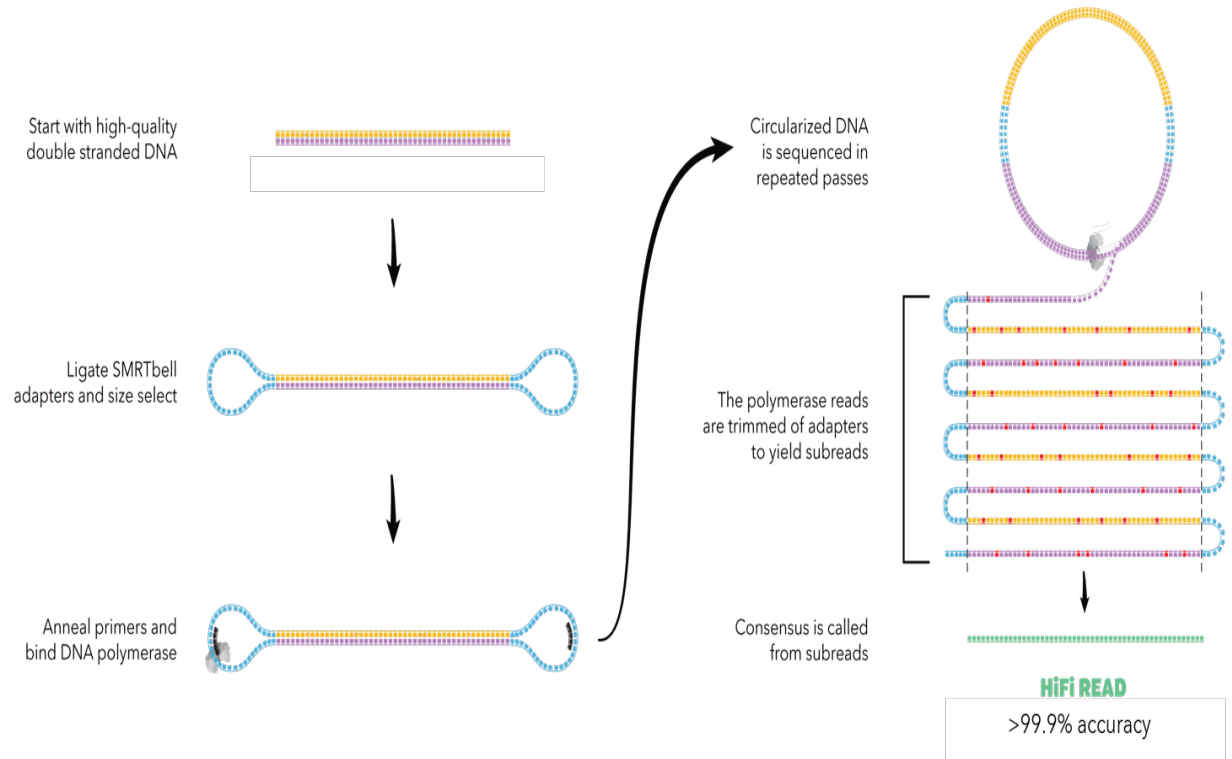 Start with high-quality
double stranded DNA
Ligate SMRTbell
adapters and size select
Anneal primers and
bind DNA polymerase
Circularized DNA
is sequenced in
repeated passes
The polymerase reads
are trimmed of adapters
to yield subreads
Consensus is called
from subreads
HiFi READ
>99.9% accuracy